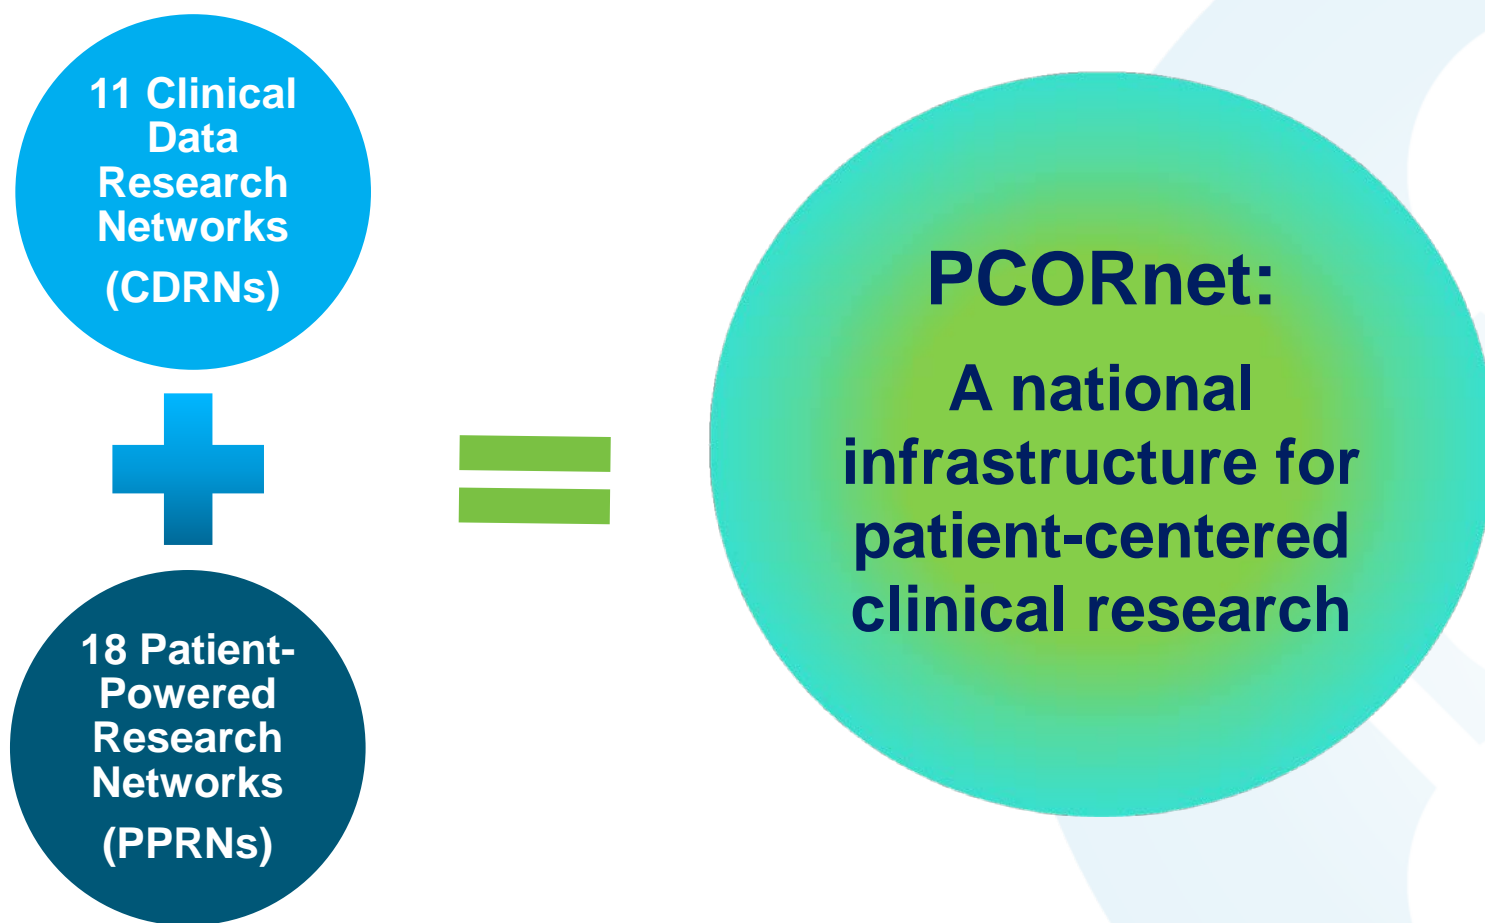 11 Clinical
Data
Research
Networks
(CDRNs)
18 Patient-
Powered
Research
Networks
(PPRNs)
PCORnet:
A national
infrastructure for
patient-centered
clinical research